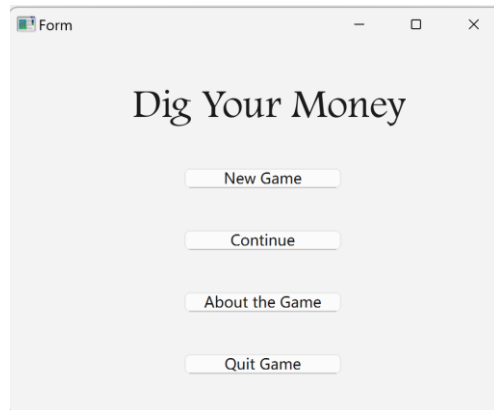 Form
Dig Your Money
New Game
Continue
About the Game
Quit Game